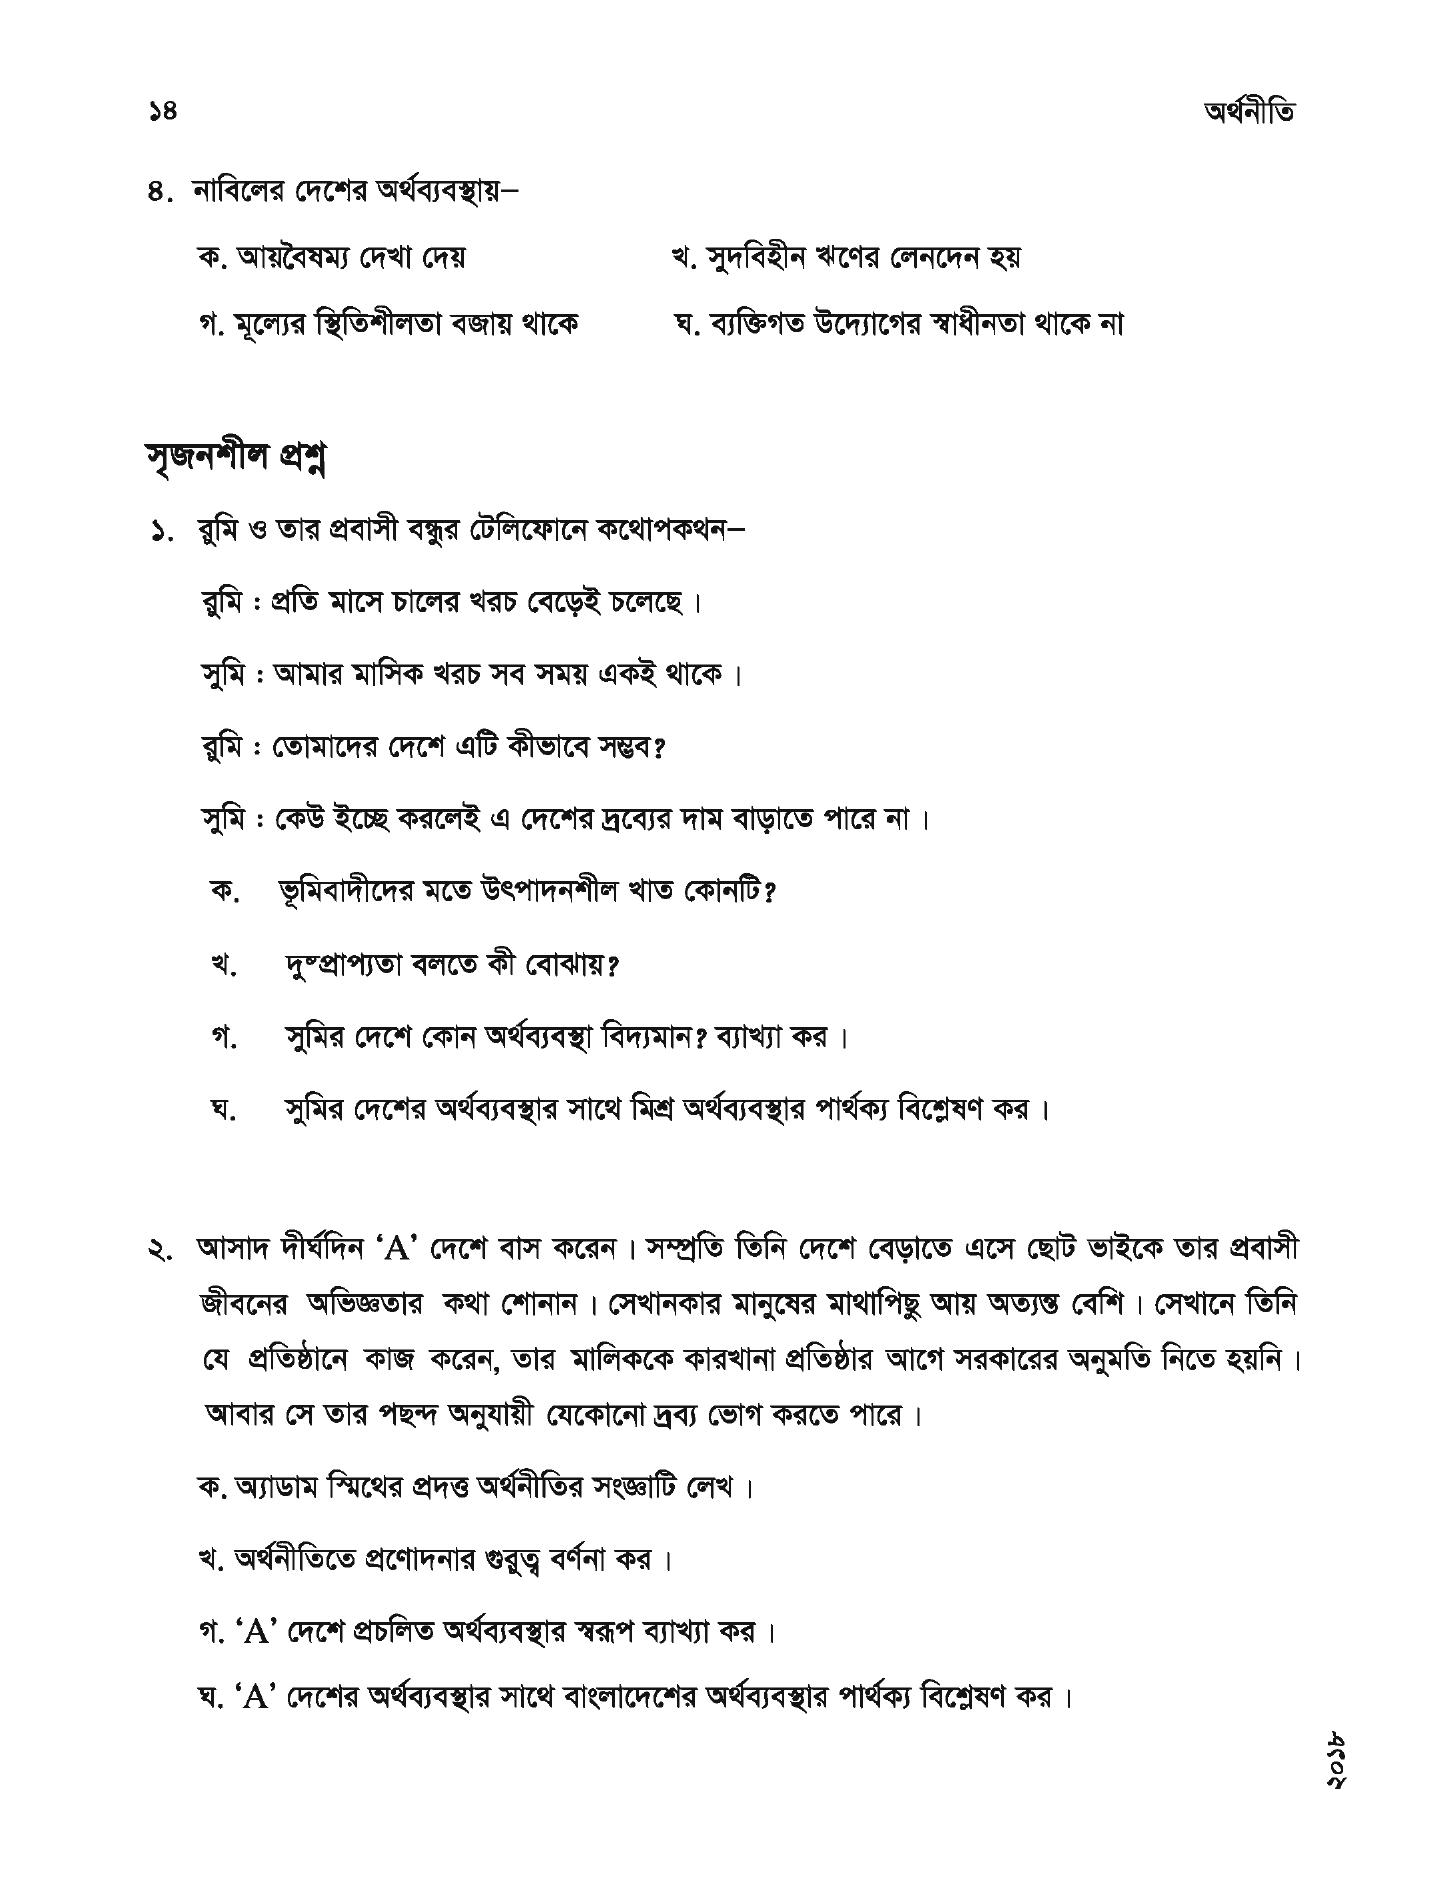 ১৪ অর্থনীতি
৪. নাবিলের দেশের অর্থব্যবস্থায়–
ক. আয়বৈষম্য দেখা দেয় খ. সুদবিহীন ঋণের লেনদেন হয়
গ. মূল্যের স্থিতিশীলতা বজায় থাকে ঘ. ব্যক্তিগত উদ্যোগের স্বাধীনতা থাকে না
সৃজনশীল প্রশ্ন
১. রুমি ও তার প্রবাসী বন্ধুর টেলিফোনে কথোপকথন–
রুমি : প্রতি মাসে চালের খরচ বেড়েই চলেছে।
সুমি : আমার মাসিক খরচ সব সময় একই থাকে।
রুমি : তোমাদের দেশে এটি কীভাবে সম্ভব?
সুমি : কেউ ইচ্ছে করলেই এ দেশের দ্রব্যের দাম বাড়াতে পারে না।
ক. ভূমিবাদীদের মতে উৎপাদনশীল খাত কোনটি?
খ. দুষ্প্রাপ্যতা বলতে কী বোঝায়?
গ. সুমির দেশে কোন অর্থব্যবস্থা বিদ্যমান? ব্যাখ্যা কর।
ঘ. সুমির দেশের অর্থব্যবস্থার সাথে মিশ্র অর্থব্যবস্থার পার্থক্য বিশ্লেষণ কর।
২. আসাদ দীর্ঘদিন ‘A’ দেশে বাস করেন। সম্প্রতি তিনি দেশে বেড়াতে এসে ছোট ভাইকে তার প্রবাসী
জীবনের অভিজ্ঞতার কথা শোনান। সেখানকার মানুষের মাথাপিছু আয় অত্যন্ত বেশি। সেখানে তিনি
যে প্রতিষ্ঠানে কাজ করেন, তার মালিককে কারখানা প্রতিষ্ঠার আগে সরকারের অনুমতি নিতে হয়নি।
আবার সে তার পছন্দ অনুযায়ী যেকোনো দ্রব্য ভোগ করতে পারে।
ক. অ্যাডাম স্মিথের প্রদত্ত অর্থনীতির সংজ্ঞাটি লেখ।
খ. অর্থনীতিতে প্রণোদনার গুরুত্ব বর্ণনা কর।
গ. ‘A’ দেশে প্রচলিত অর্থব্যবস্থার স্বরূপ ব্যাখ্যা কর।
ঘ. ‘A’ দেশের অর্থব্যবস্থার সাথে বাংলাদেশের অর্থব্যবস্থার পার্থক্য বিশ্লেষণ কর।
২০১৮